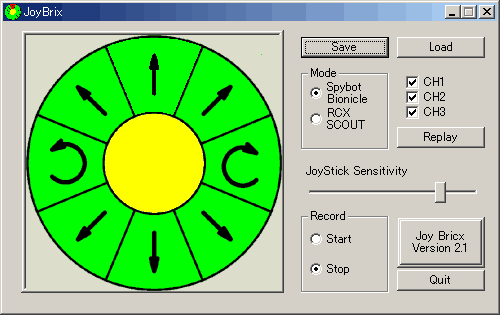 JoyBrix
Save
Load
Mode
Spybot
Bionicle
RCX
SCOUT
CH1
CH2
CH3
Replay
JoyStick Sensitivity
Record
Start
Stop
Joy Bricx
Version 2.1
Quit